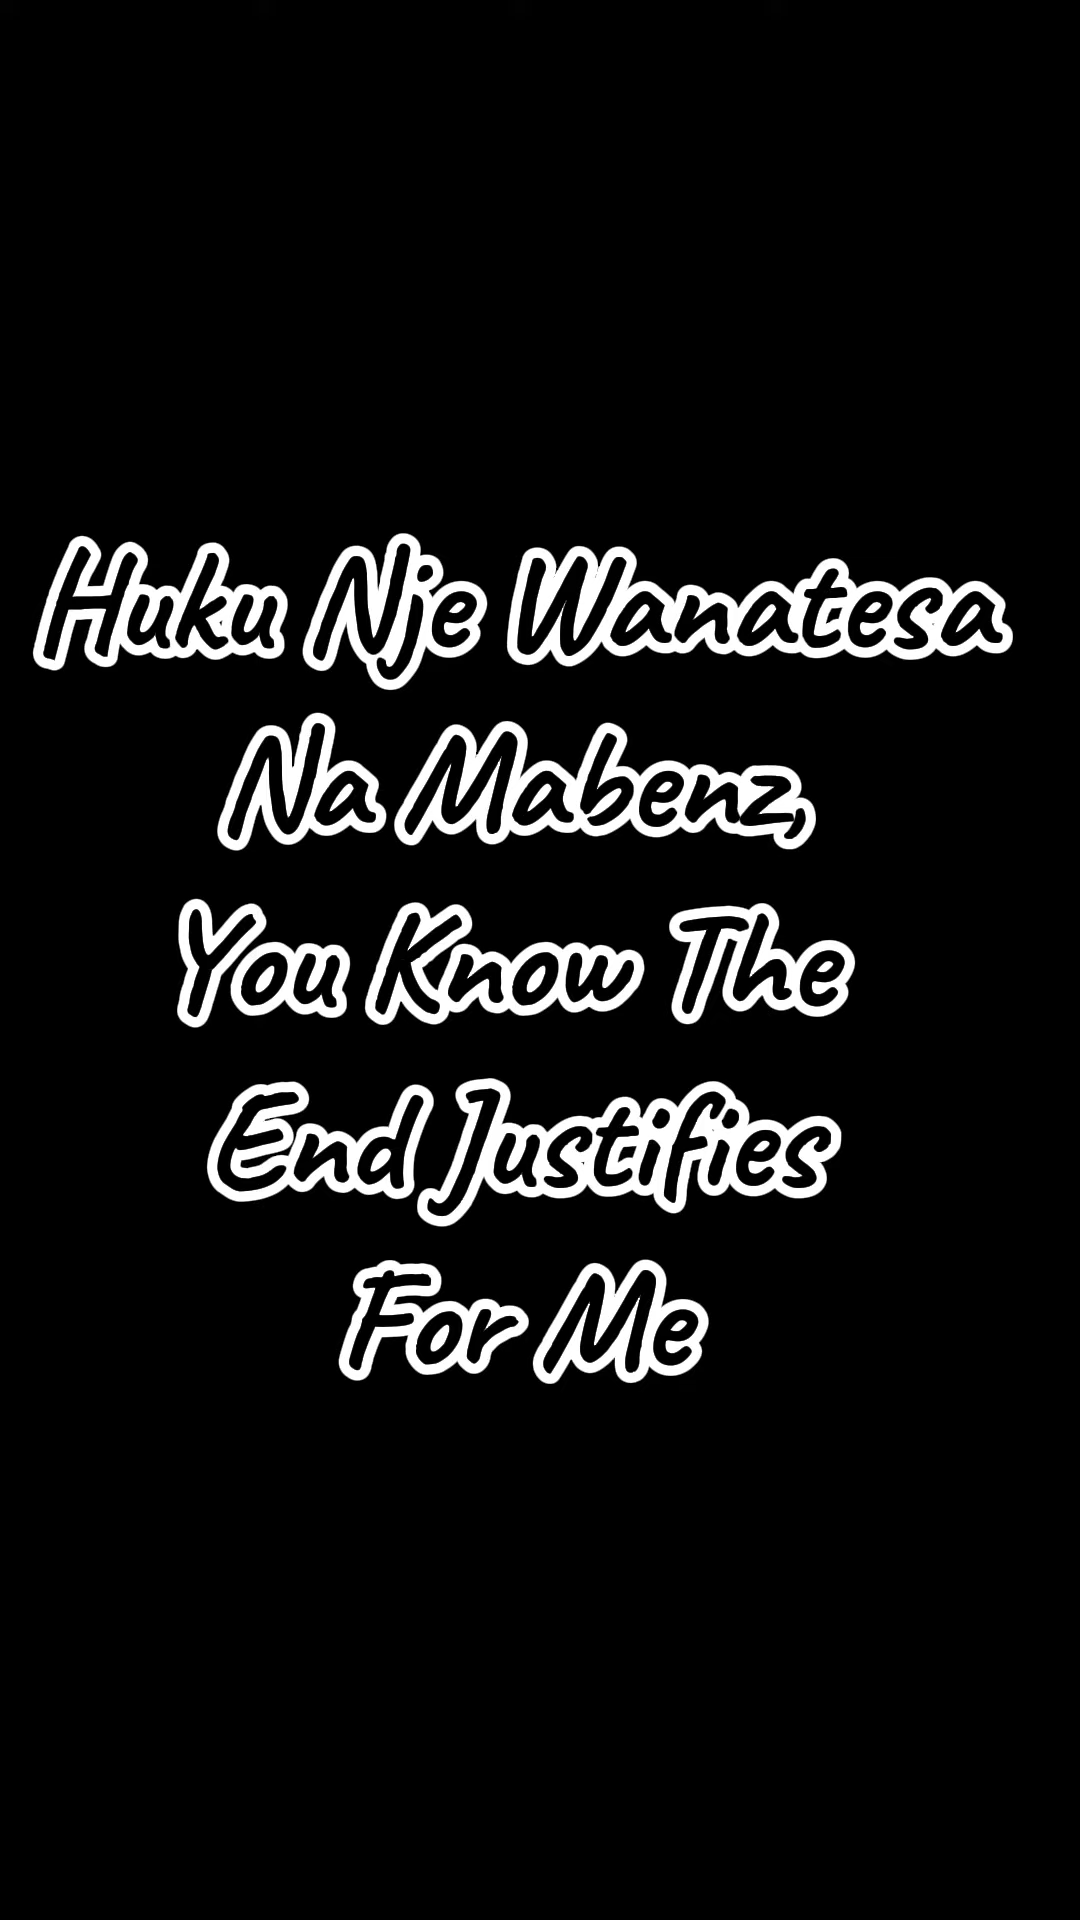 Huku Nje Wanatesa
Na Mabenz,
You Know The
End Justifies
For Me